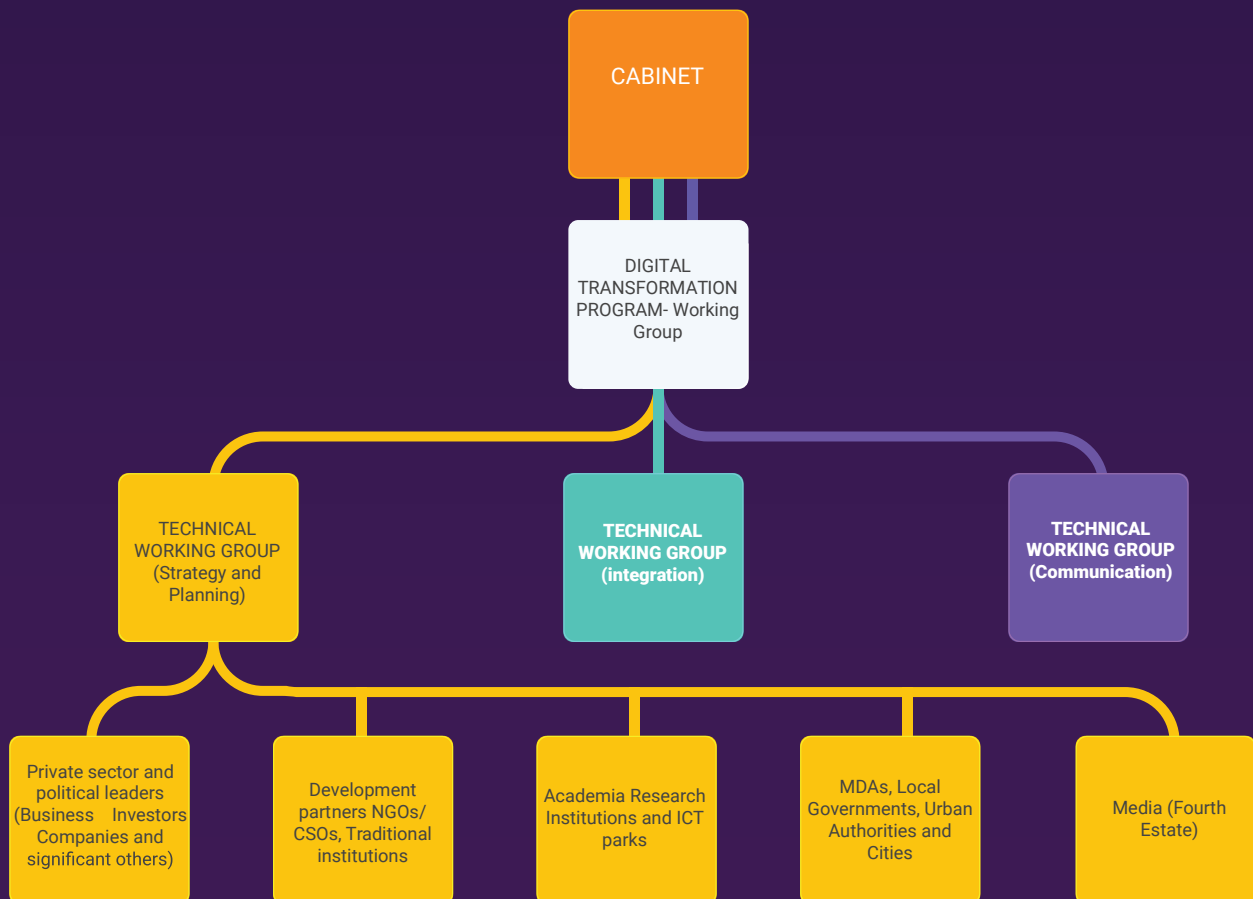 CABINET
DIGITAL
TRANSFORMATION
PROGRAM- Working
Group
TECHNICAL
WORKING GROUP
(Strategy and
Planning)
TECHNICAL
WORKING GROUP
(integration)
TECHNICAL
WORKING GROUP
(Communication)
Private sector and
political leaders
(Business Investors
Companies and
significant others)
Development
partners NGOs/
CSOs, Traditional
institutions
Academia Research
Institutions and ICT
parks
MDAs, Local
Governments, Urban
Authorities and
Cities
Media (Fourth
Estate)